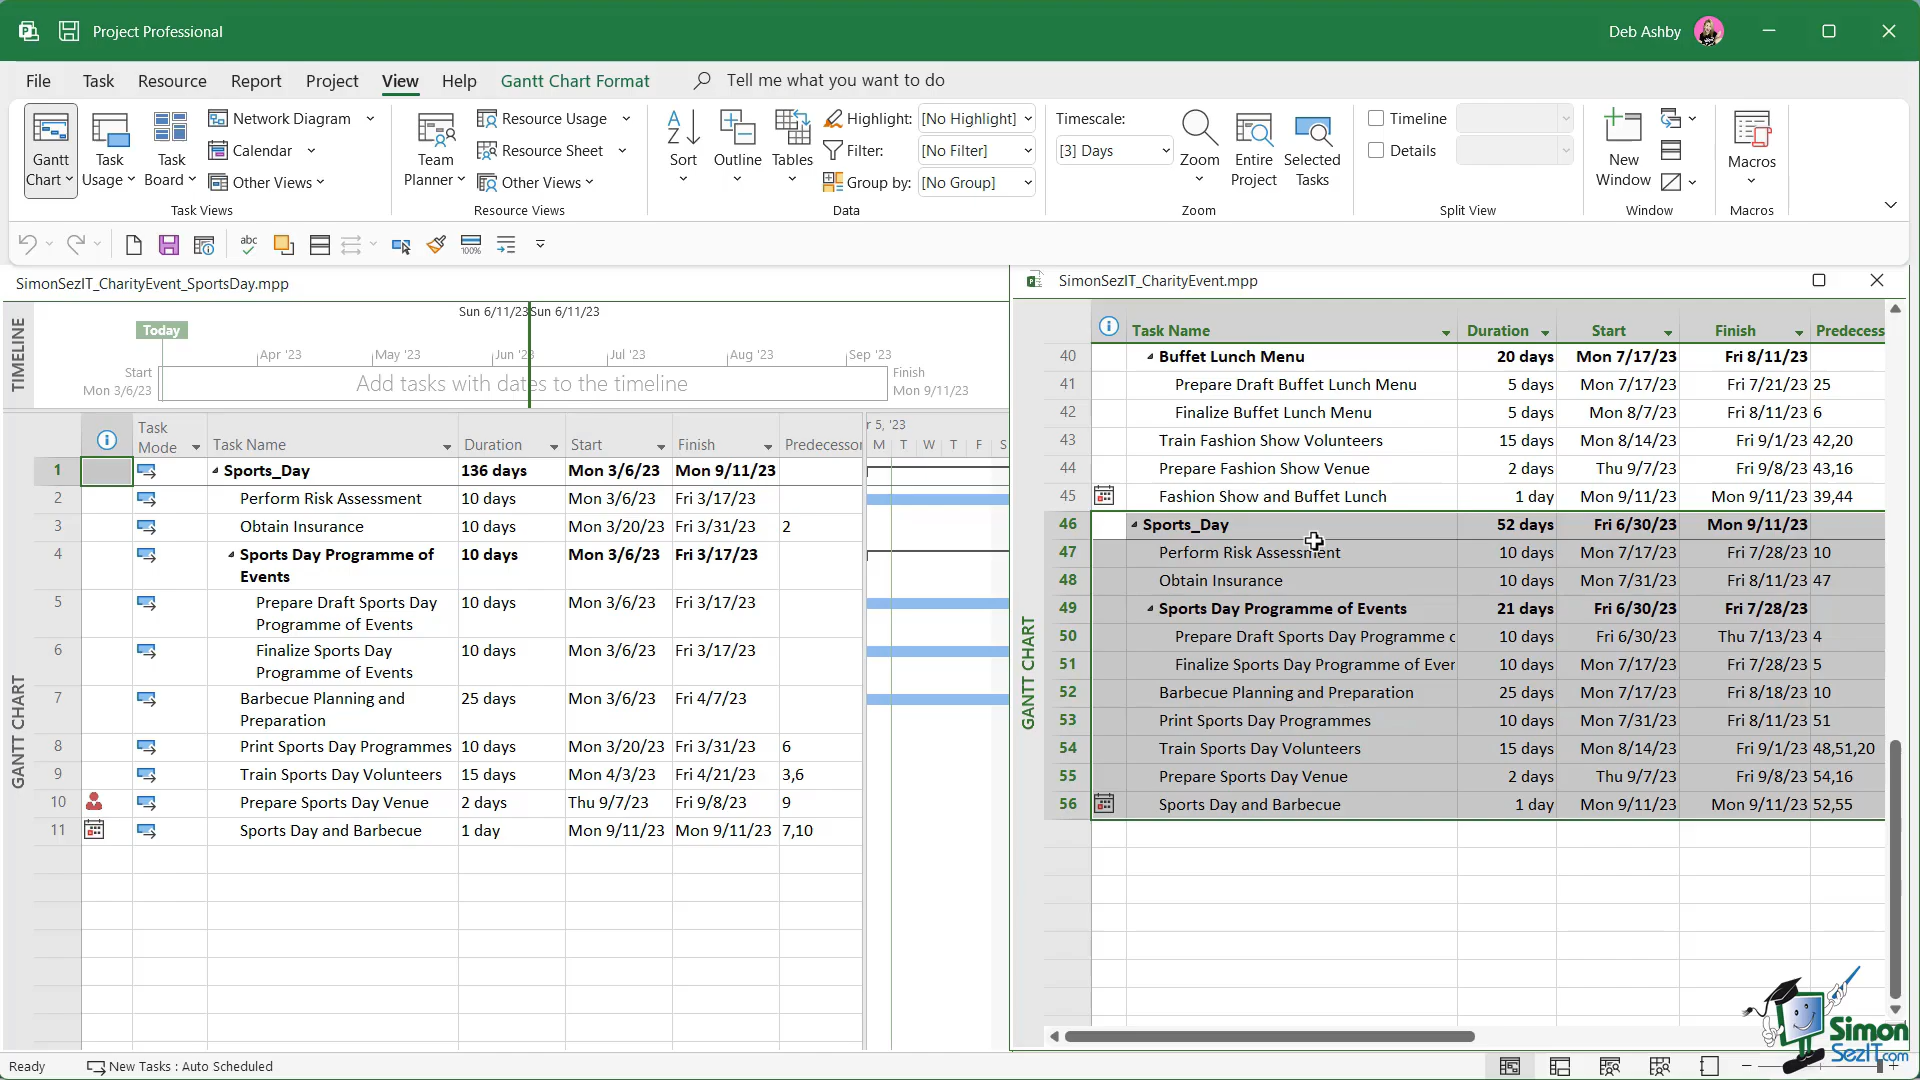 Project Professional
Deb Ashby
File Task Resource Report Project View Help Gantt Chart Format Tell me what you want to do
Gantt Chart
Task Usage
Task Board
Network Diagram
Calendar
Other Views
Task Views
Team Planner
Resource Usage
Resource Sheet
Other Views
Resource Views
Sort
Outline
Tables
Highlight: [No Highlight]
Filter: [No Filter]
Group by: [No Group]
Data
Timescale:
[3] Days
Zoom
Entire Project
Selected Tasks
Zoom
Timeline
Details
Split View
New Window
Window
Macros
Macros
abc
100%
SimonSezIT_CharityEvent_SportsDay.mpp
TIMELINE
Sun 6/11/23 Sun 6/11/23
Today
Apr '23 May '23 Jun '23 Jul '23 Aug '23 Sep '23
Start
Mon 3/6/23
Add tasks with dates to the timeline
Finish
Mon 9/11/23
GANTT CHART
Task Mode Task Name Duration Start Finish Predecessor
r 5, '23
M T W T F S
1 Sports_Day 136 days Mon 3/6/23 Mon 9/11/23
2 Perform Risk Assessment 10 days Mon 3/6/23 Fri 3/17/23
3 Obtain Insurance 10 days Mon 3/20/23 Fri 3/31/23 2
4 Sports Day Programme of Events 10 days Mon 3/6/23 Fri 3/17/23
5 Prepare Draft Sports Day Programme of Events 10 days Mon 3/6/23 Fri 3/17/23
6 Finalize Sports Day Programme of Events 10 days Mon 3/6/23 Fri 3/17/23
7 Barbecue Planning and Preparation 25 days Mon 3/6/23 Fri 4/7/23
8 Print Sports Day Programmes 10 days Mon 3/20/23 Fri 3/31/23 6
9 Train Sports Day Volunteers 15 days Mon 4/3/23 Fri 4/21/23 3,6
10 Prepare Sports Day Venue 2 days Thu 9/7/23 Fri 9/8/23 9
11 Sports Day and Barbecue 1 day Mon 9/11/23 Mon 9/11/23 7,10
SimonSezIT_CharityEvent.mpp
GANTT CHART
Task Name Duration Start Finish Predecess
40 Buffet Lunch Menu 20 days Mon 7/17/23 Fri 8/11/23
41 Prepare Draft Buffet Lunch Menu 5 days Mon 7/17/23 Fri 7/21/23 25
42 Finalize Buffet Lunch Menu 5 days Mon 8/7/23 Fri 8/11/23 6
43 Train Fashion Show Volunteers 15 days Mon 8/14/23 Fri 9/1/23 42,20
44 Prepare Fashion Show Venue 2 days Thu 9/7/23 Fri 9/8/23 43,16
45 Fashion Show and Buffet Lunch 1 day Mon 9/11/23 Mon 9/11/23 39,44
46 Sports_Day 52 days Fri 6/30/23 Mon 9/11/23
47 Perform Risk Assessment 10 days Mon 7/17/23 Fri 7/28/23 10
48 Obtain Insurance 10 days Mon 7/31/23 Fri 8/11/23 47
49 Sports Day Programme of Events 21 days Fri 6/30/23 Fri 7/28/23
50 Prepare Draft Sports Day Programme o 10 days Fri 6/30/23 Thu 7/13/23 4
51 Finalize Sports Day Programme of Ever 10 days Mon 7/17/23 Fri 7/28/23 5
52 Barbecue Planning and Preparation 25 days Mon 7/17/23 Fri 8/18/23 10
53 Print Sports Day Programmes 10 days Mon 7/31/23 Fri 8/11/23 51
54 Train Sports Day Volunteers 15 days Mon 8/14/23 Fri 9/1/23 48,51,20
55 Prepare Sports Day Venue 2 days Thu 9/7/23 Fri 9/8/23 54,16
56 Sports Day and Barbecue 1 day Mon 9/11/23 Mon 9/11/23 52,55
Simon
SezIT.com
Ready New Tasks : Auto Scheduled